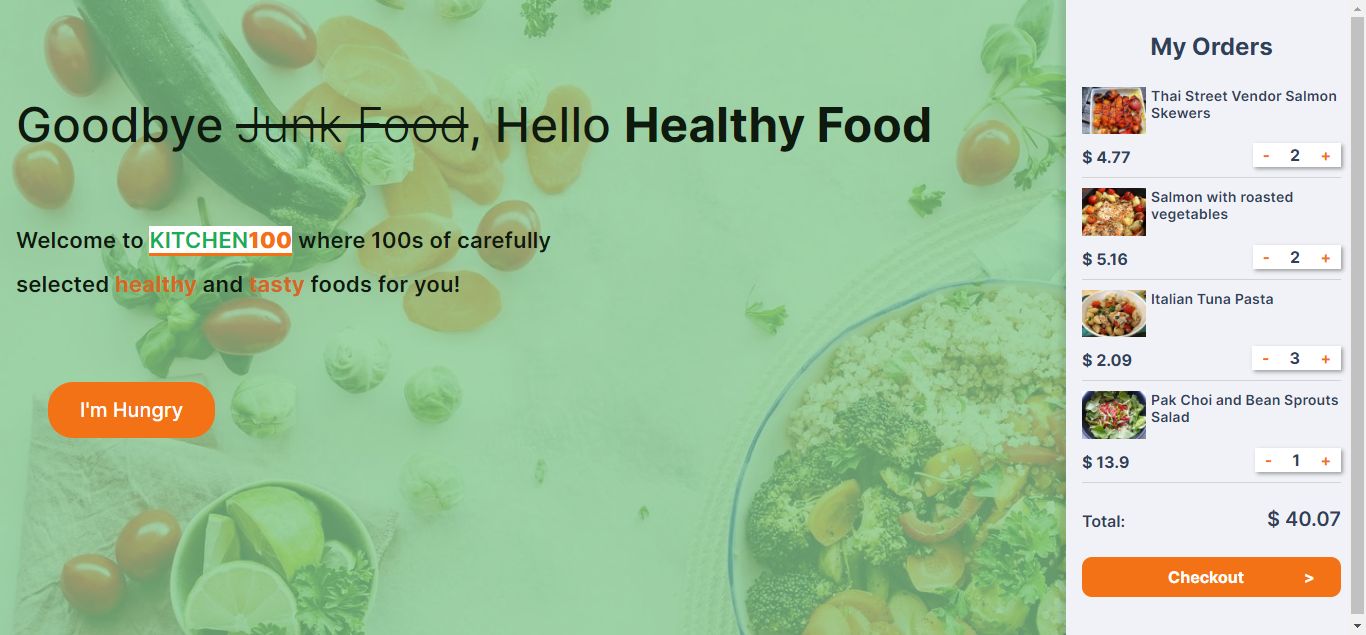 Goodbye Junk Food, Hello Healthy Food
Welcome to KITCHEN100 where 100s of carefully
selected healthy and tasty foods for you!
I'm Hungry
My Orders
Thai Street Vendor Salmon
Skewers
$ 4.77
- 2 +
Salmon with roasted
vegetables
$ 5.16
- 2 +
Italian Tuna Pasta
$ 2.09
- 3 +
Pak Choi and Bean Sprouts
Salad
$ 13.9
- 1 +
Total:
$ 40.07
Checkout >